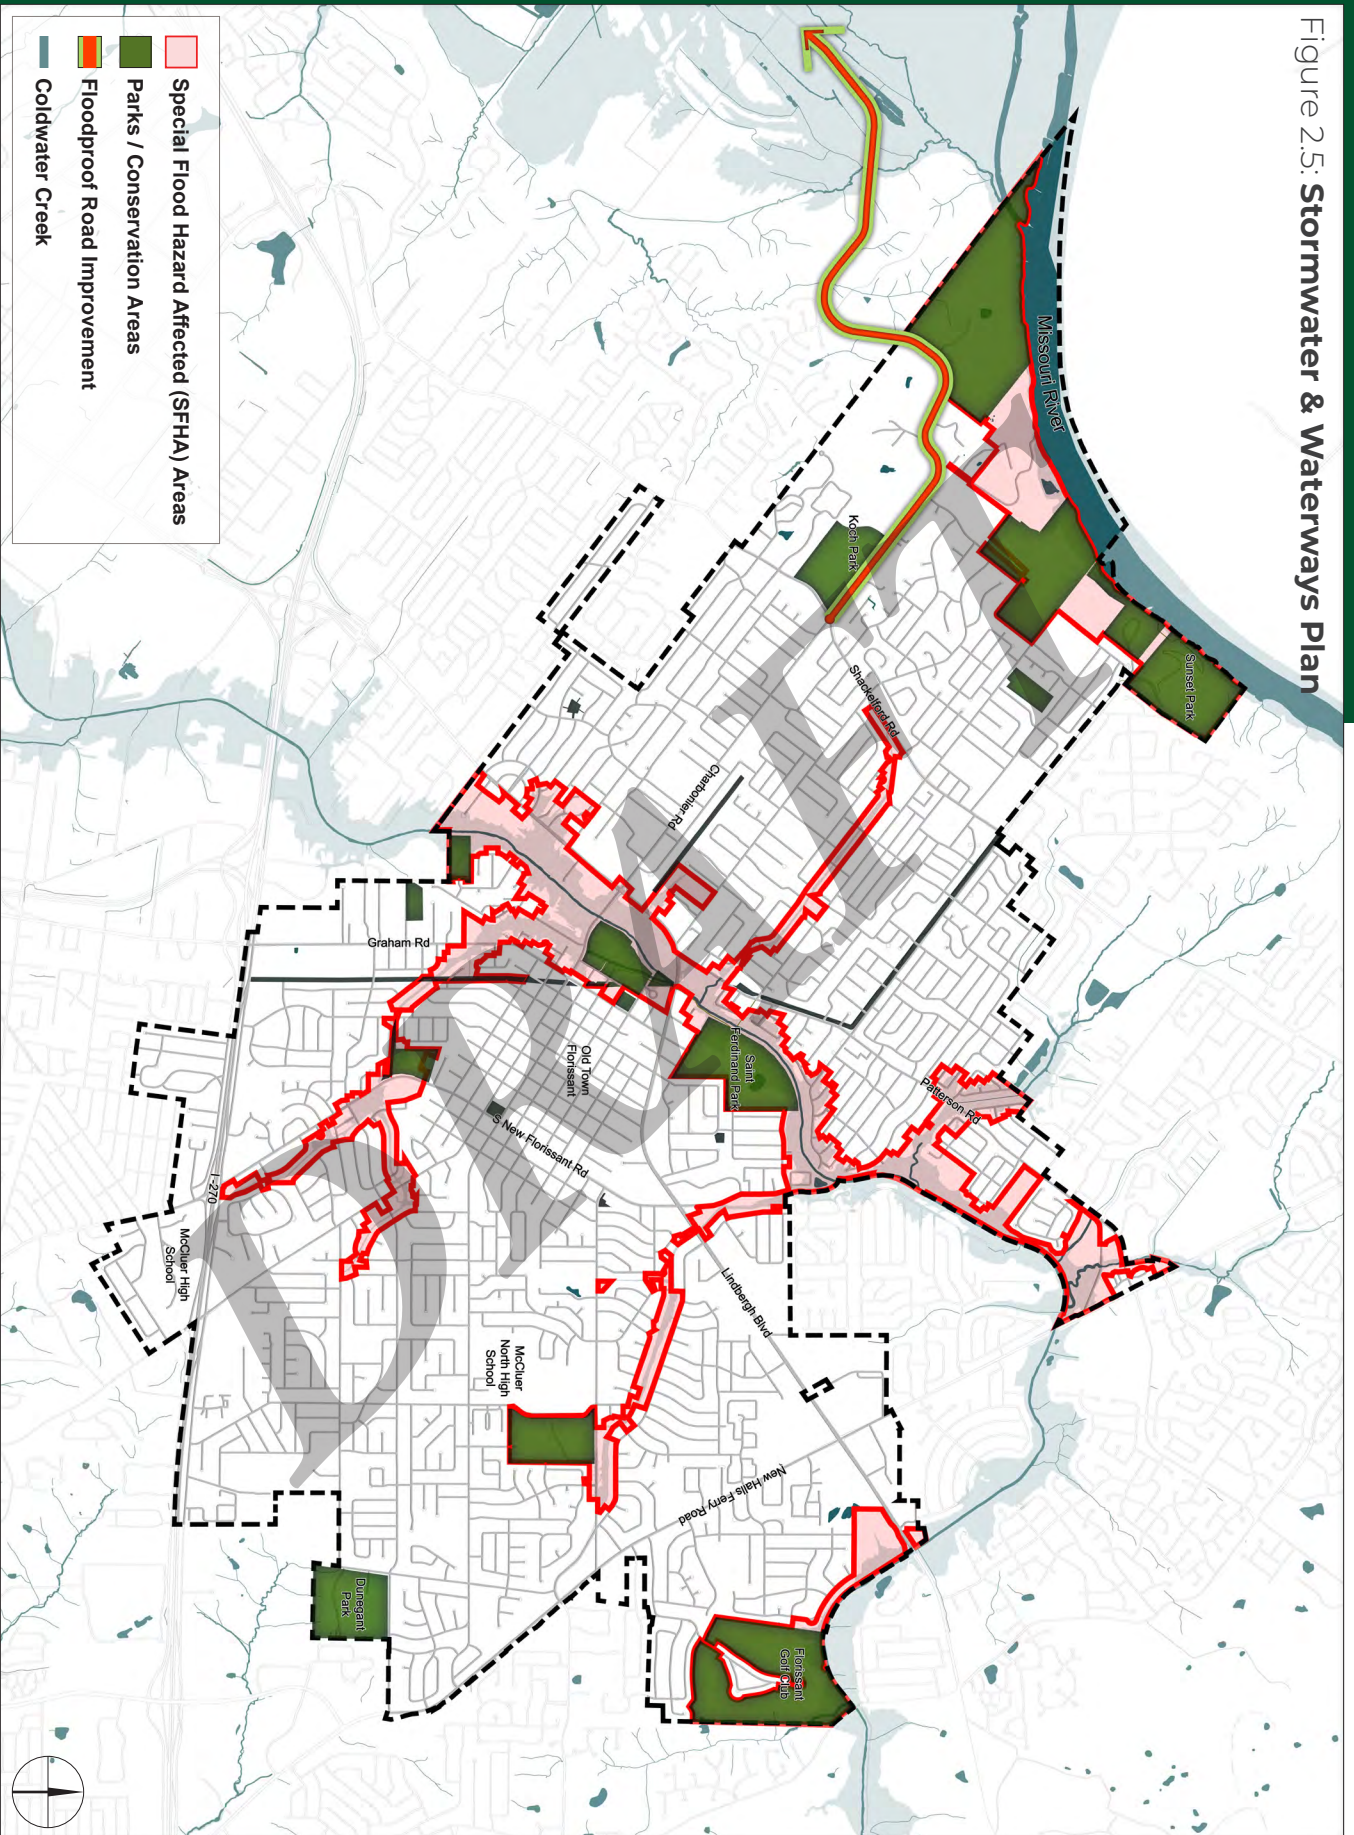 Figure 2.5: Stormwater & Waterways Plan
Missouri River
Sunset Park
Koch Park
Shackelford Rd
Charbonier Rd
Patterson Rd
Graham Rd
Saint
Ferdinand Park
Old Town
Florissant
S New Florissant Rd
I-270
McCluer High
School
Lindbergh Blvd
McCluer
North High
School
New Halls Ferry Road
Dunegant
Park
Florissant
Golf Club
DRAFT
Special Flood Hazard Affected (SFHA) Areas
Parks / Conservation Areas
Floodproof Road Improvement
Coldwater Creek